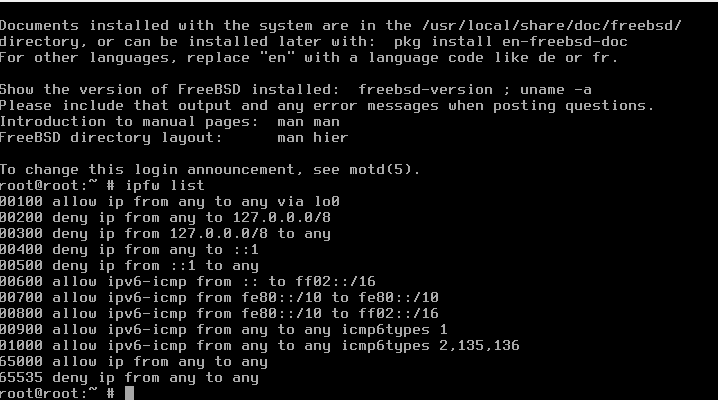 Documents installed with the system are in the /usr/local/share/doc/freebsd/
directory, or can be installed later with:  pkg install en-freebsd-doc
For other languages, replace "en" with a language code like de or fr.
Show the version of FreeBSD installed:  freebsd-version ; uname -a
Please include that output and any error messages when posting questions.
Introduction to manual pages:  man man
FreeBSD directory layout:      man hier
To change this login announcement, see motd(5).
root@root:~ # ipfw list
00100 allow ip from any to any via lo0
00200 deny ip from any to 127.0.0.0/8
00300 deny ip from 127.0.0.0/8 to any
00400 deny ip from any to ::1
00500 deny ip from ::1 to any
00600 allow ipv6-icmp from :: to ff02::/16
00700 allow ipv6-icmp from fe80::/10 to fe80::/10
00800 allow ipv6-icmp from fe80::/10 to ff02::/16
00900 allow ipv6-icmp from any to any icmp6types 1
01000 allow ipv6-icmp from any to any icmp6types 2,135,136
65000 allow ip from any to any
65535 deny ip from any to any
root@root:~ #